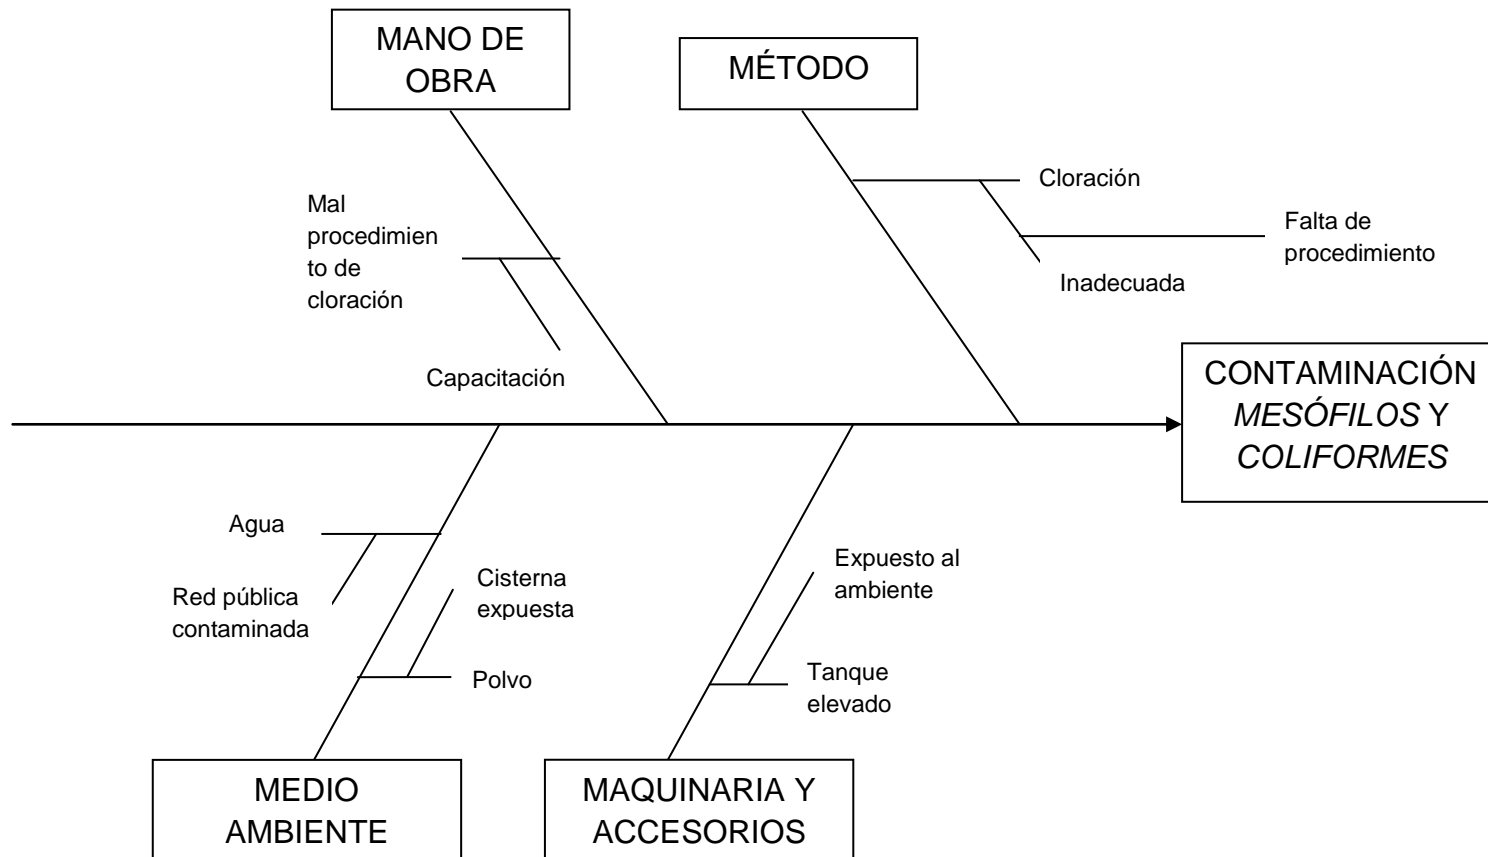 MANO DE
OBRA
MÉTODO
Cloración
Mal
procedimien
to de
cloración
Falta de
procedimiento
Inadecuada
Capacitación
CONTAMINACIÓN
MESÓFILOS Y
COLIFORMES
Agua
Red pública
contaminada
Cisterna
expuesta
Polvo
Expuesto al
ambiente
Tanque
elevado
MEDIO
AMBIENTE
MAQUINARIA Y
ACCESORIOS